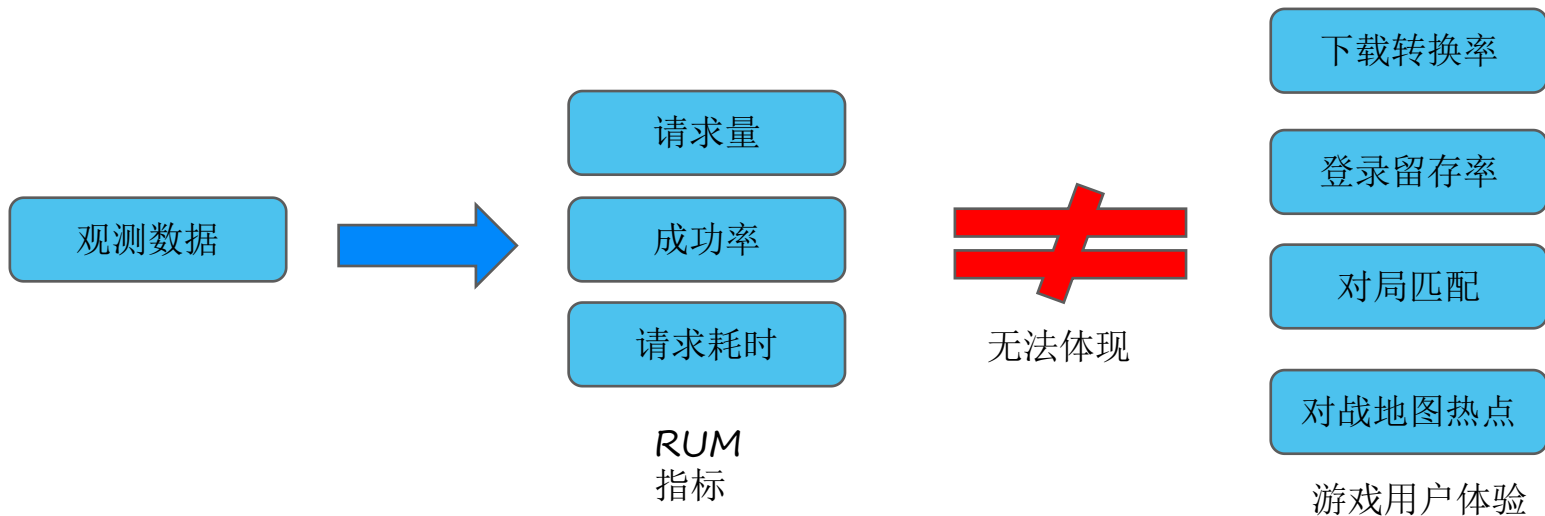 观测数据
请求量
成功率
请求耗时
RUM
指标
无法体现
下载转换率
登录留存率
对局匹配
对战地图热点
游戏用户体验